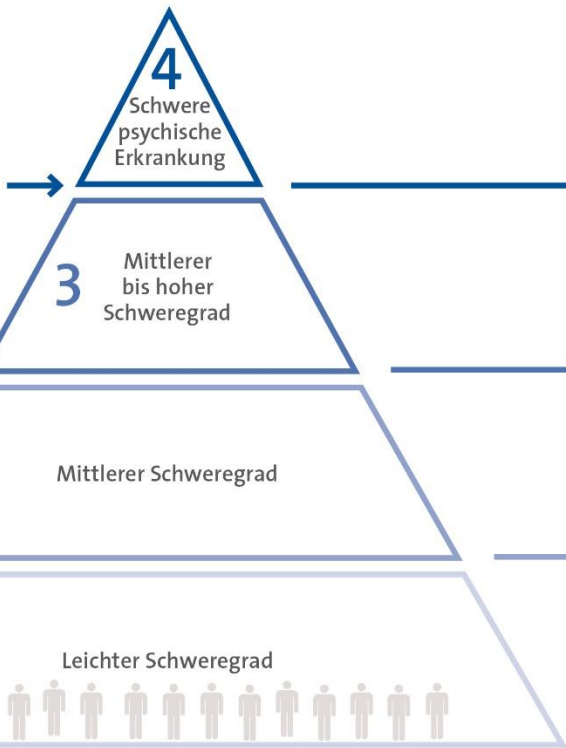 4
Schwere
psychische
Erkrankung
3
Mittlerer
bis hoher
Schweregrad
Mittlerer Schweregrad
Leichter Schweregrad